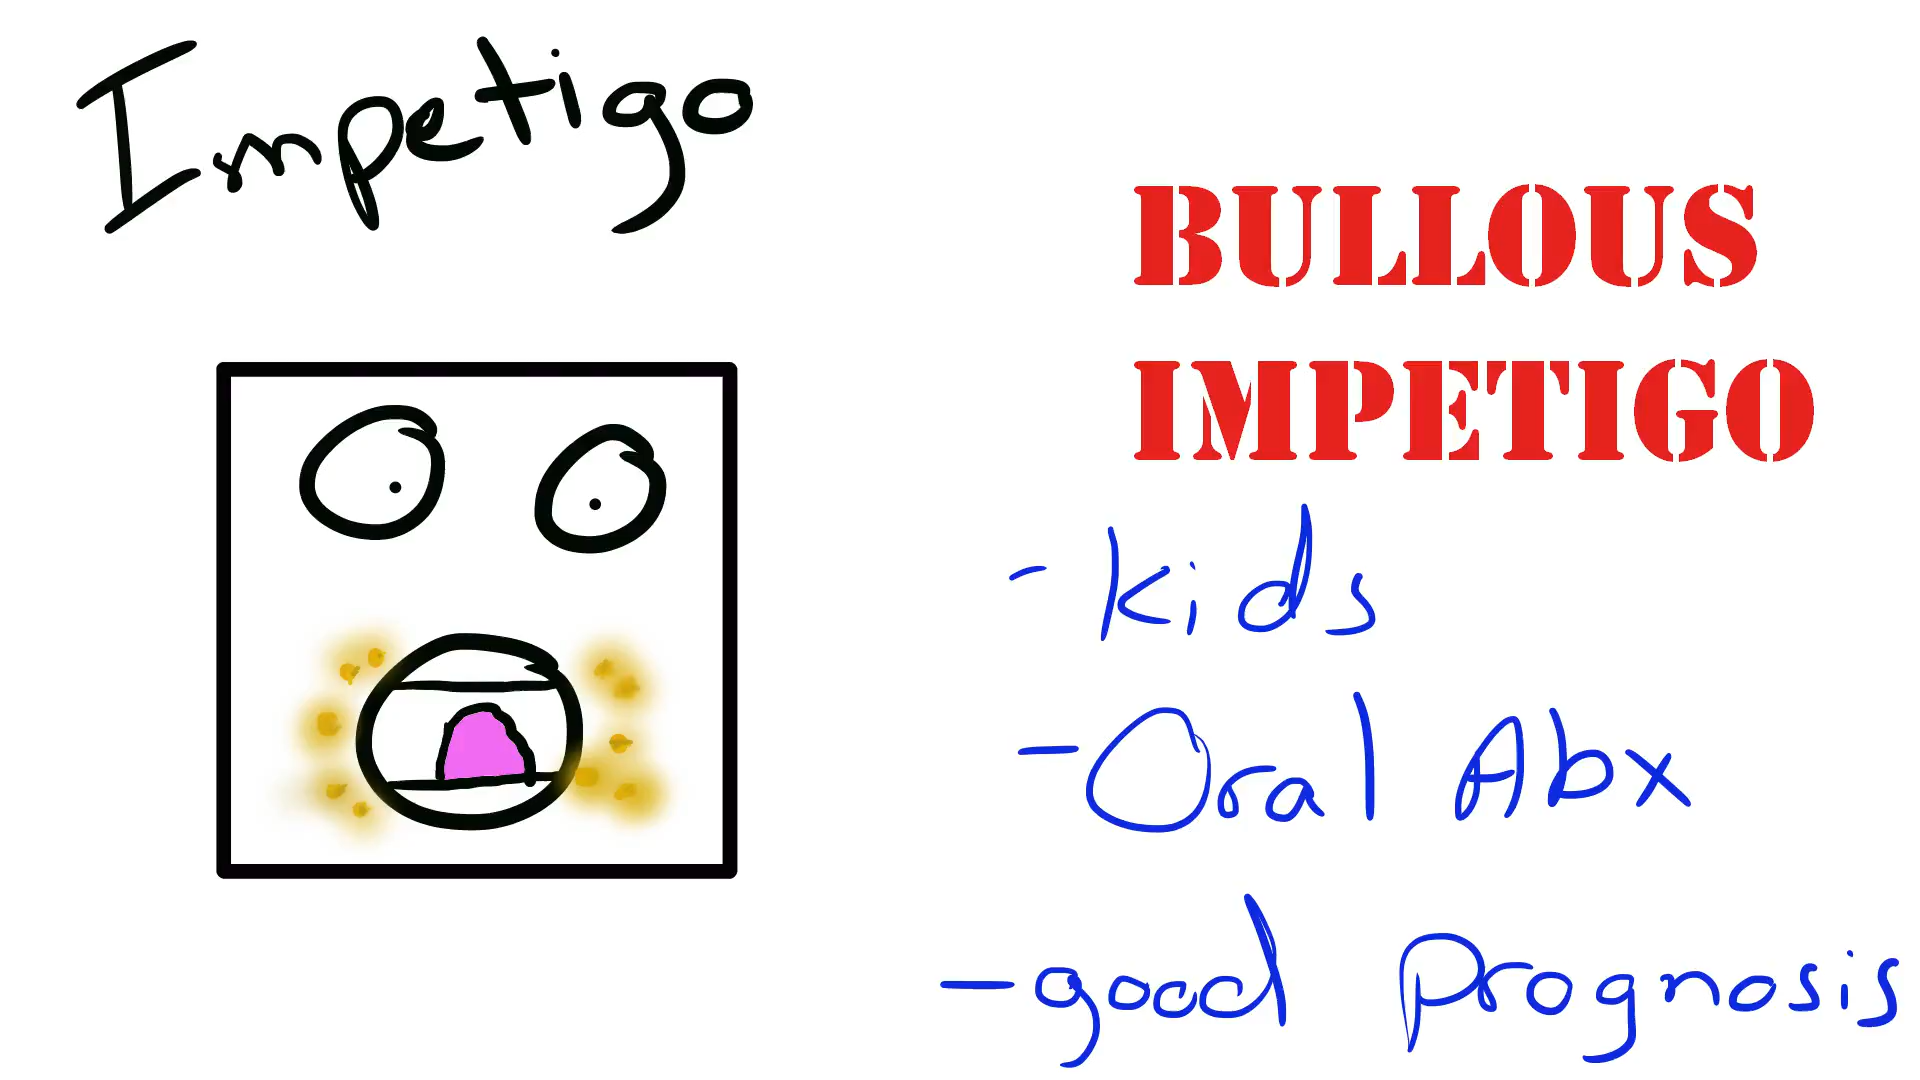 Impetigo
BULLOUS
IMPETIGO
- kids
- Oral Abx
- good prognosis